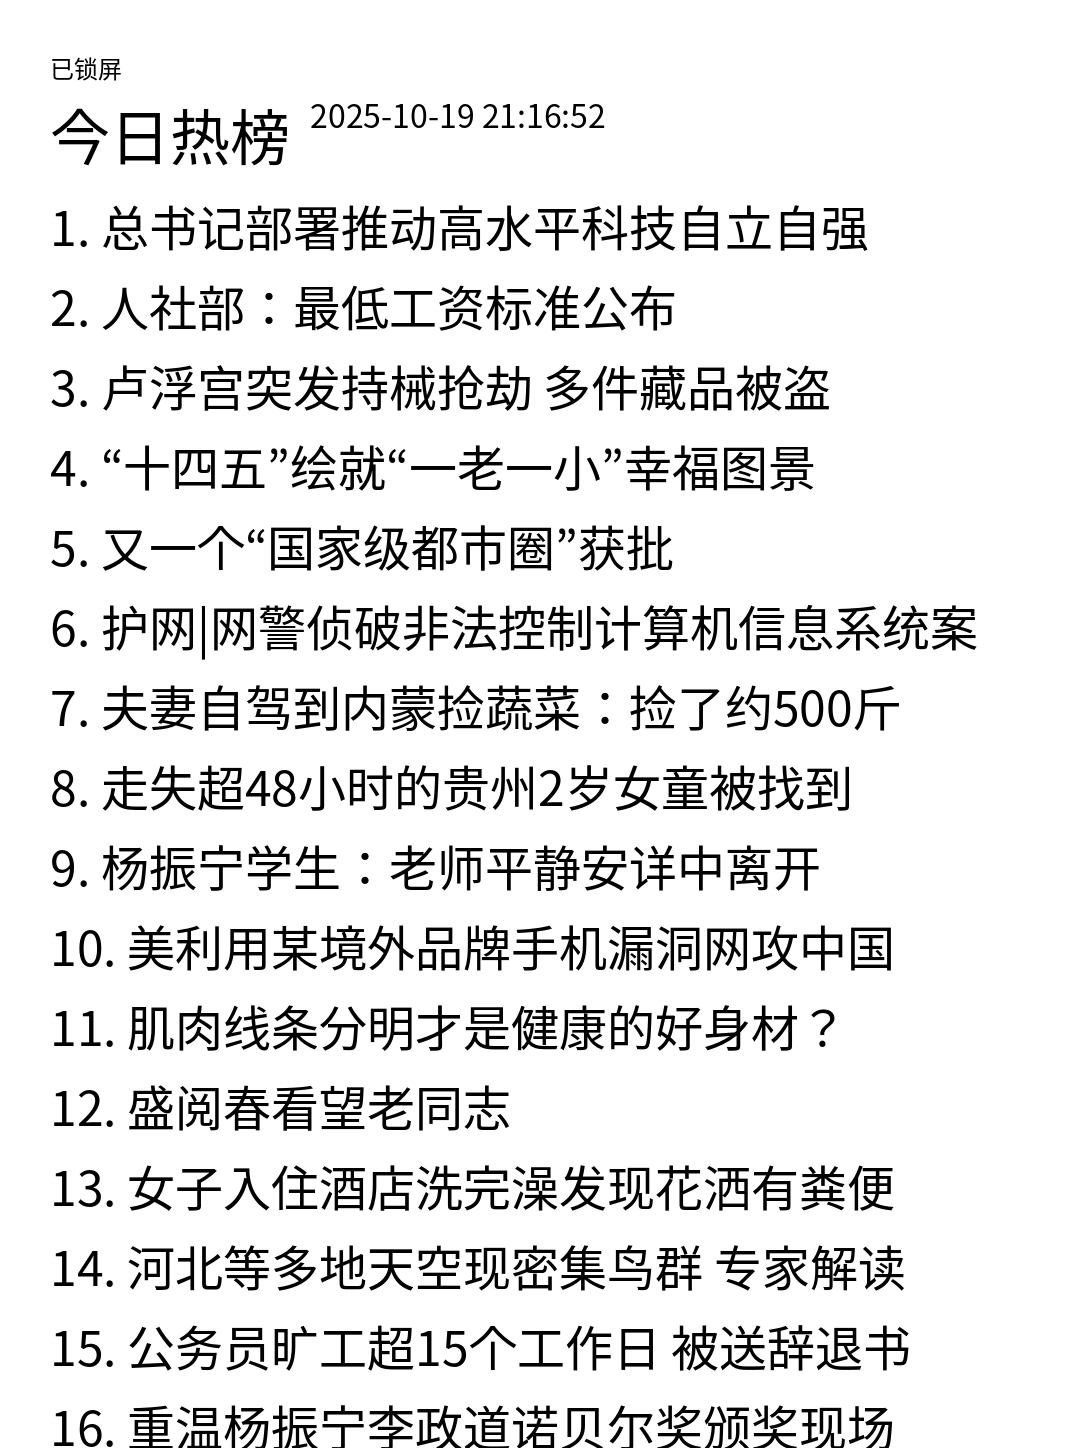 已锁屏
今日热榜 2025-10-19 21:16:52
1. 总书记部署推动高水平科技自立自强
2. 人社部：最低工资标准公布
3. 卢浮宫突发持械抢劫 多件藏品被盗
4. “十四五”绘就“一老一小”幸福图景
5. 又一个“国家级都市圈”获批
6. 护网|网警侦破非法控制计算机信息系统案
7. 夫妻自驾到内蒙捡蔬菜：捡了约500斤
8. 走失超48小时的贵州2岁女童被找到
9. 杨振宁学生：老师平静安详中离开
10. 美利用某境外品牌手机漏洞网攻中国
11. 肌肉线条分明才是健康的好身材？
12. 盛阅春看望老同志
13. 女子入住酒店洗完澡发现花洒有粪便
14. 河北等多地天空现密集鸟群 专家解读
15. 公务员旷工超15个工作日 被送辞退书
16. 重温杨振宁李政道诺贝尔奖颁奖现场